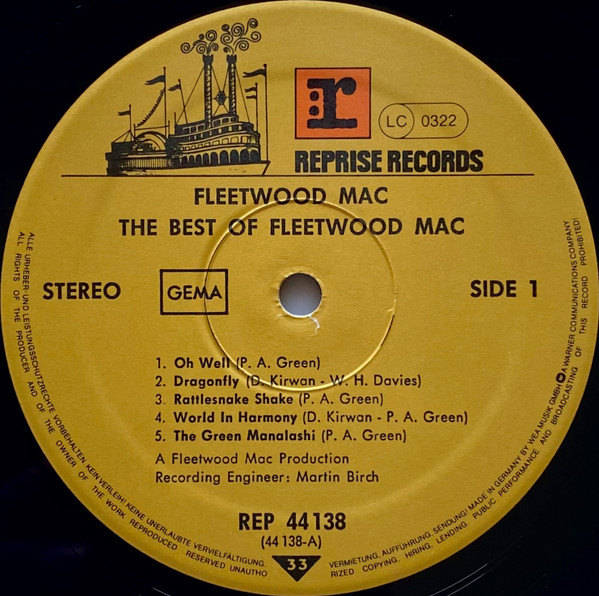 r
LC 0322
REPRISE RECORDS
FLEETWOOD MAC
THE BEST OF FLEETWOOD MAC
STEREO
GEMA
SIDE 1
1. Oh Well (P. A. Green)
2. Dragonfly (D. Kirwan - W. H. Davies)
3. Rattlesnake Shake (P. A. Green)
4. World In Harmony (D. Kirwan - P. A. Green)
5. The Green Manalashi (P. A. Green)
A Fleetwood Mac Production
Recording Engineer: Martin Birch
REP 44 138
(44 138-A)
33
ALLE URHEBER- UND LEISTUNGSSCHUTZRECHTE VORBEHALTEN. KEIN VERLEIH! KEINE UNERLAUBTE VERVIELFÄLTIGUNG, VERMIETUNG, AUFFÜHRUNG, SENDUNG! MADE IN GERMANY BY WEA MUSIK GMBH A WARNER COMMUNICATIONS COMPANY
ALL RIGHTS OF THE PRODUCER AND OF THE OWNER OF THE WORK REPRODUCED RESERVED UNAUTHORIZED COPYING, HIRING, LENDING PUBLIC PERFORMANCE AND BROADCASTING OF THIS RECORD PROHIBITED!